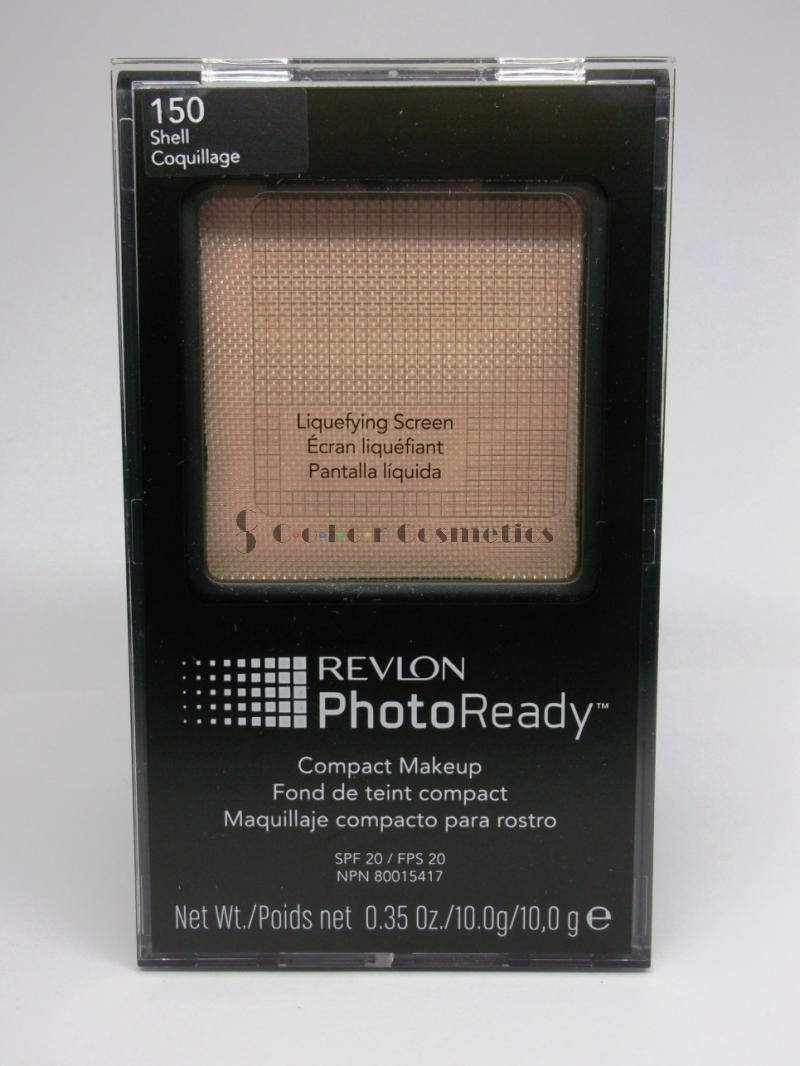 150
Shell
Coquillage
Liquefying Screen
Écran liquéfiant
Pantalla líquida
S Color Cosmetics
REVLON
PhotoReady™
Compact Makeup
Fond de teint compact
Maquillaje compacto para rostro
SPF 20 / FPS 20
NPN 80015417
Net Wt./Poids net 0.35 Oz./10.0g/10,0 g ℮